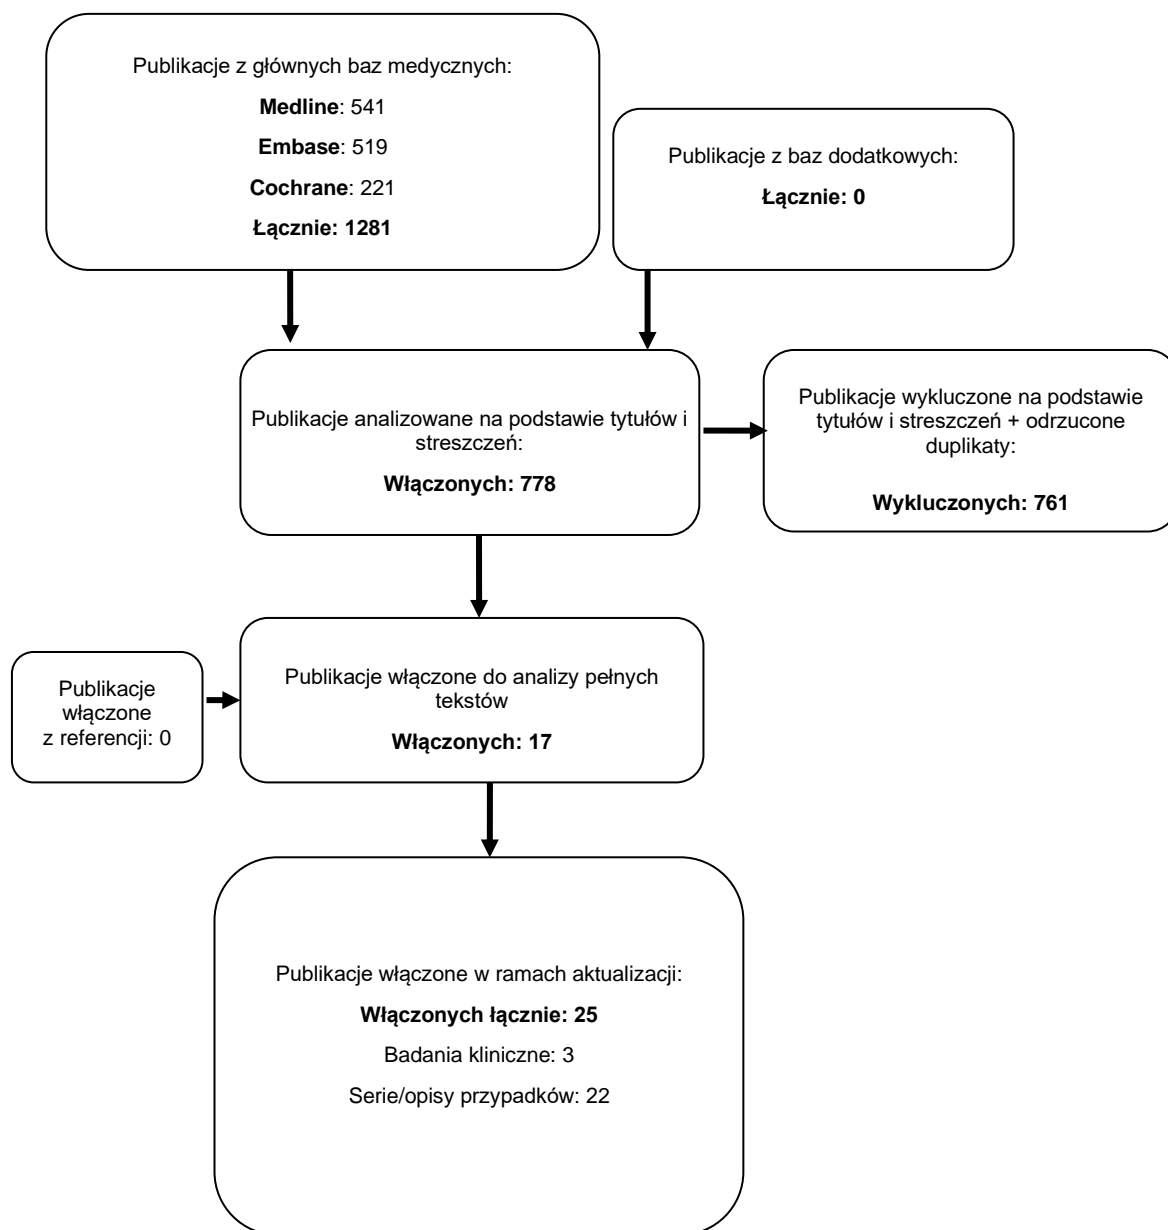 Publikacje z głównych baz medycznych:
Medline: 541
Embase: 519
Cochrane: 221
Łącznie: 1281
Publikacje z baz dodatkowych:
Łącznie: 0
Publikacje analizowane na podstawie tytułów i
streszczeń:
Włączonych: 778
Publikacje wykluczone na podstawie
tytułów i streszczeń + odrzucone
duplikaty:
Wykluczonych: 761
Publikacje
włączone
z referencji: 0
Publikacje włączone do analizy pełnych
tekstów
Włączonych: 17
Publikacje włączone w ramach aktualizacji:
Włączonych łącznie: 25
Badania kliniczne: 3
Serie/opisy przypadków: 22